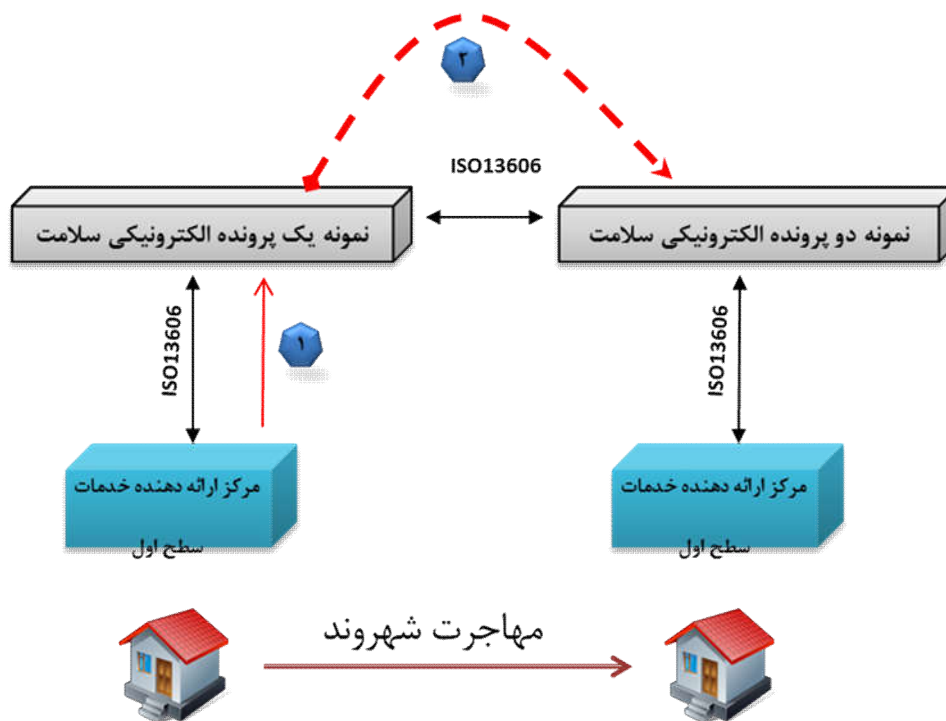 ۲
ISO13606
نمونه یک پرونده الکترونیکی سلامت
نمونه دو پرونده الکترونیکی سلامت
ISO13606
۱
ISO13606
مرکز ارائه دهنده خدمات
سطح اول
مرکز ارائه دهنده خدمات
سطح اول
مهاجرت شهروند